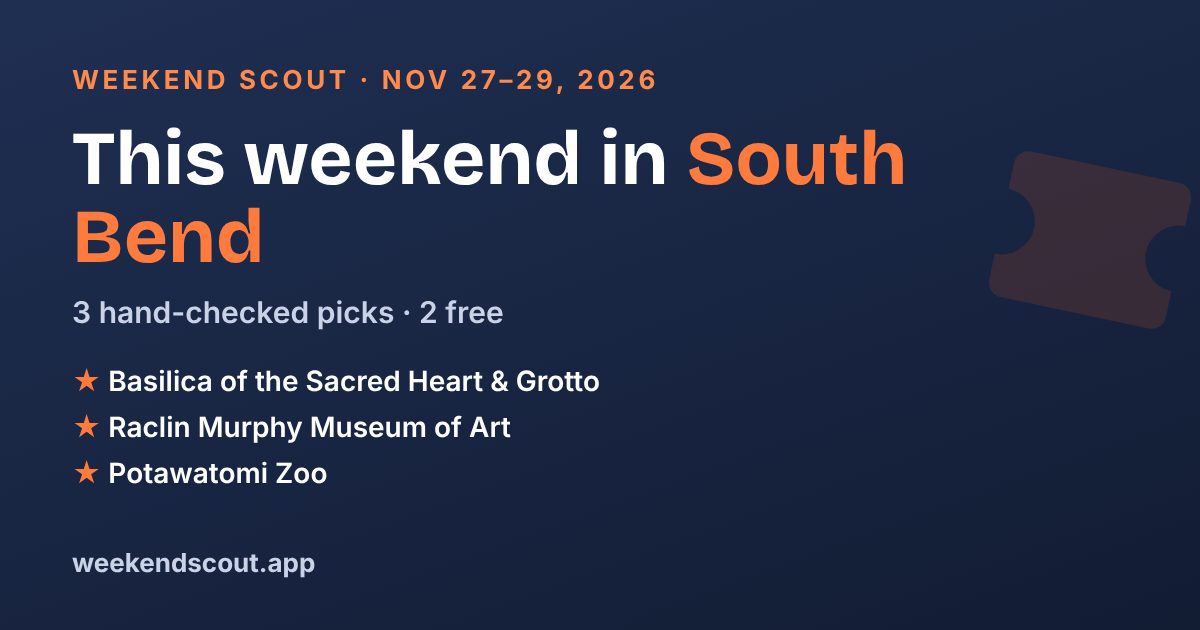 WEEKEND SCOUT · NOV 27–29, 2026
This weekend in South
Bend
3 hand-checked picks · 2 free
★ Basilica of the Sacred Heart & Grotto
★ Raclin Murphy Museum of Art
★ Potawatomi Zoo
weekendscout.app